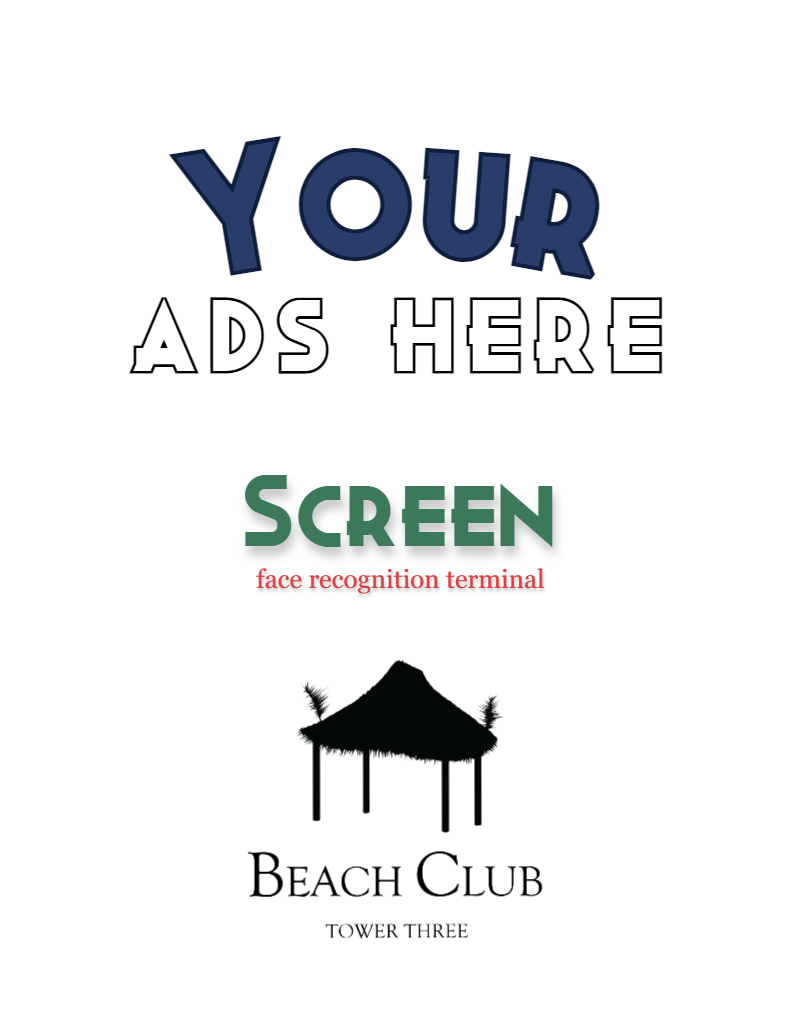 YOUR
ADS HERE
SCREEN
face recognition terminal
BEACH CLUB
TOWER THREE